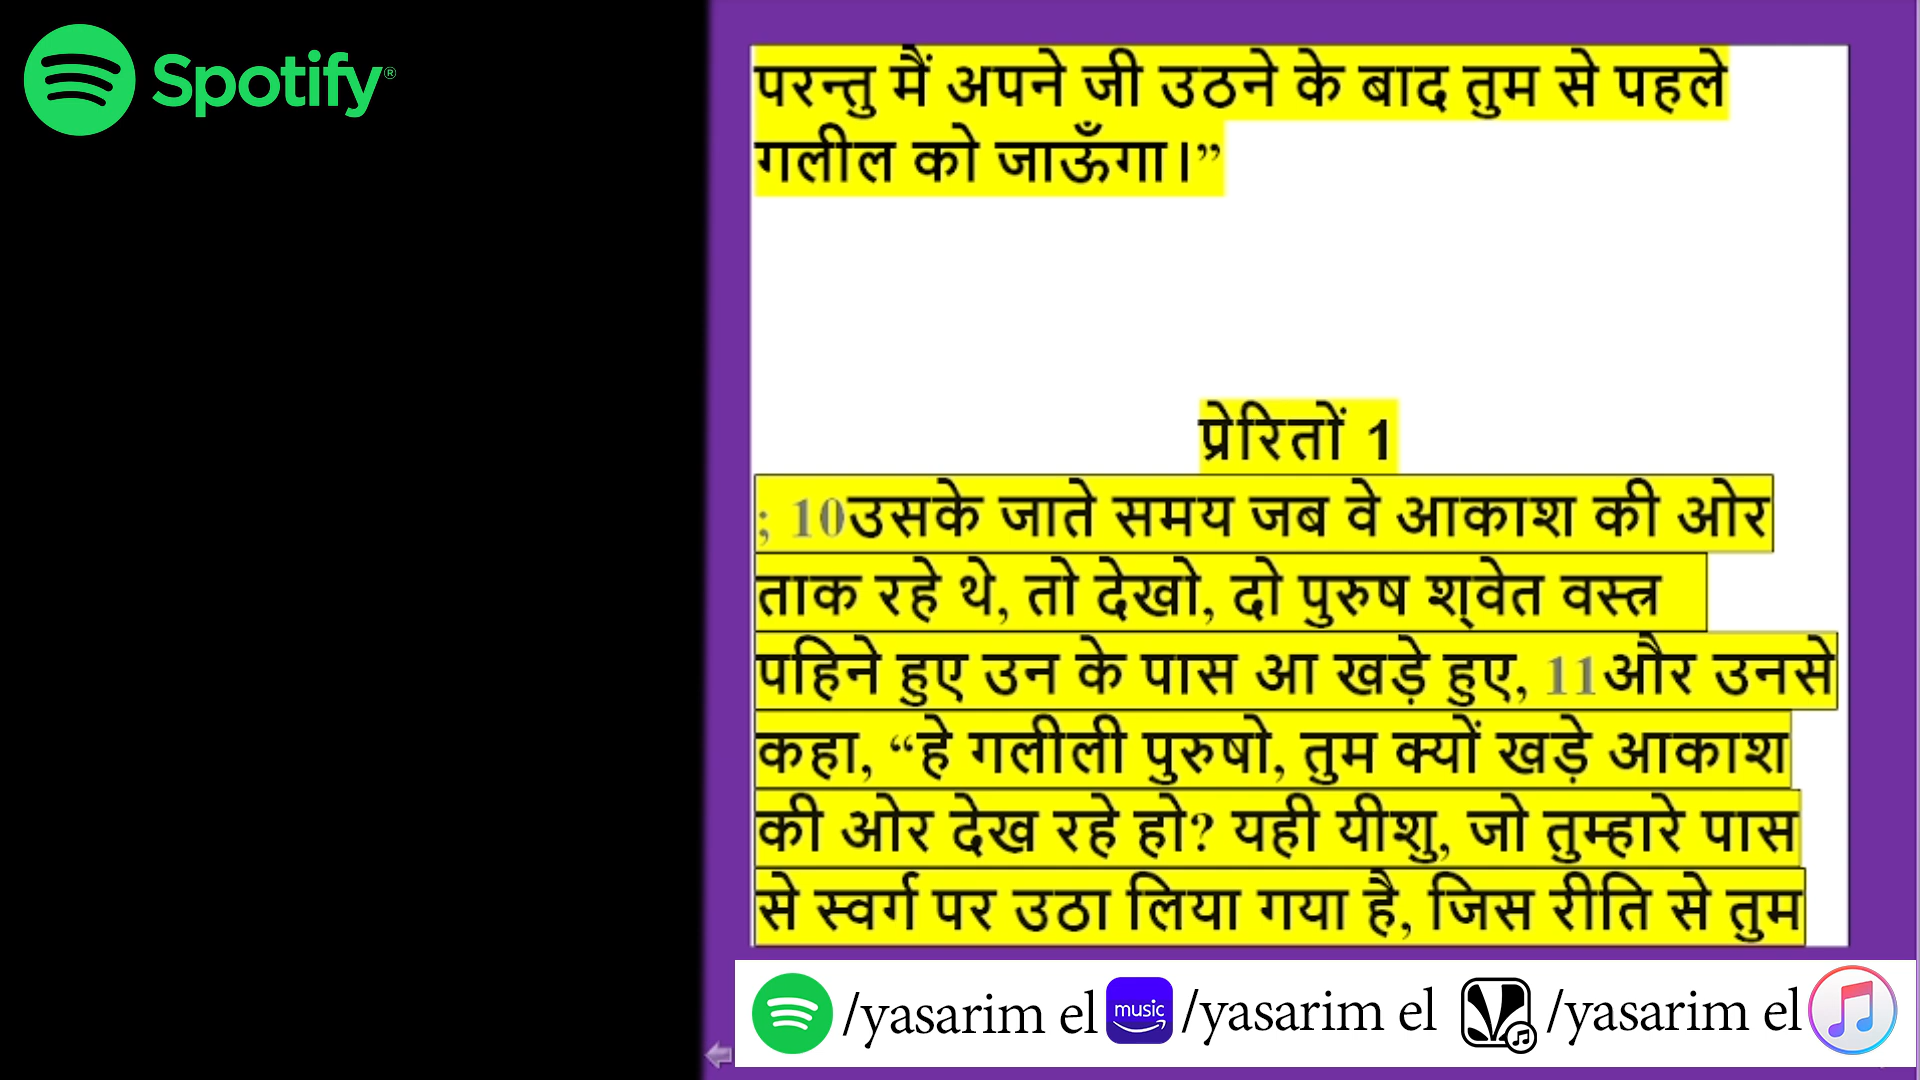 Spotify®
परन्तु मैं अपने जी उठने के बाद तुम से पहले
गलील को जाऊँगा।”
प्रेरितों 1
; 10उसके जाते समय जब वे आकाश की ओर
ताक रहे थे, तो देखो, दो पुरुष श्‍वेत वस्त्र
पहिने हुए उन के पास आ खड़े हुए, 11और उनसे
कहा, “हे गलीली पुरुषो, तुम क्यों खड़े आकाश
की ओर देख रहे हो? यही यीशु, जो तुम्हारे पास
से स्वर्ग पर उठा लिया गया है, जिस रीति से तुम
/yasarim el music /yasarim el /yasarim el